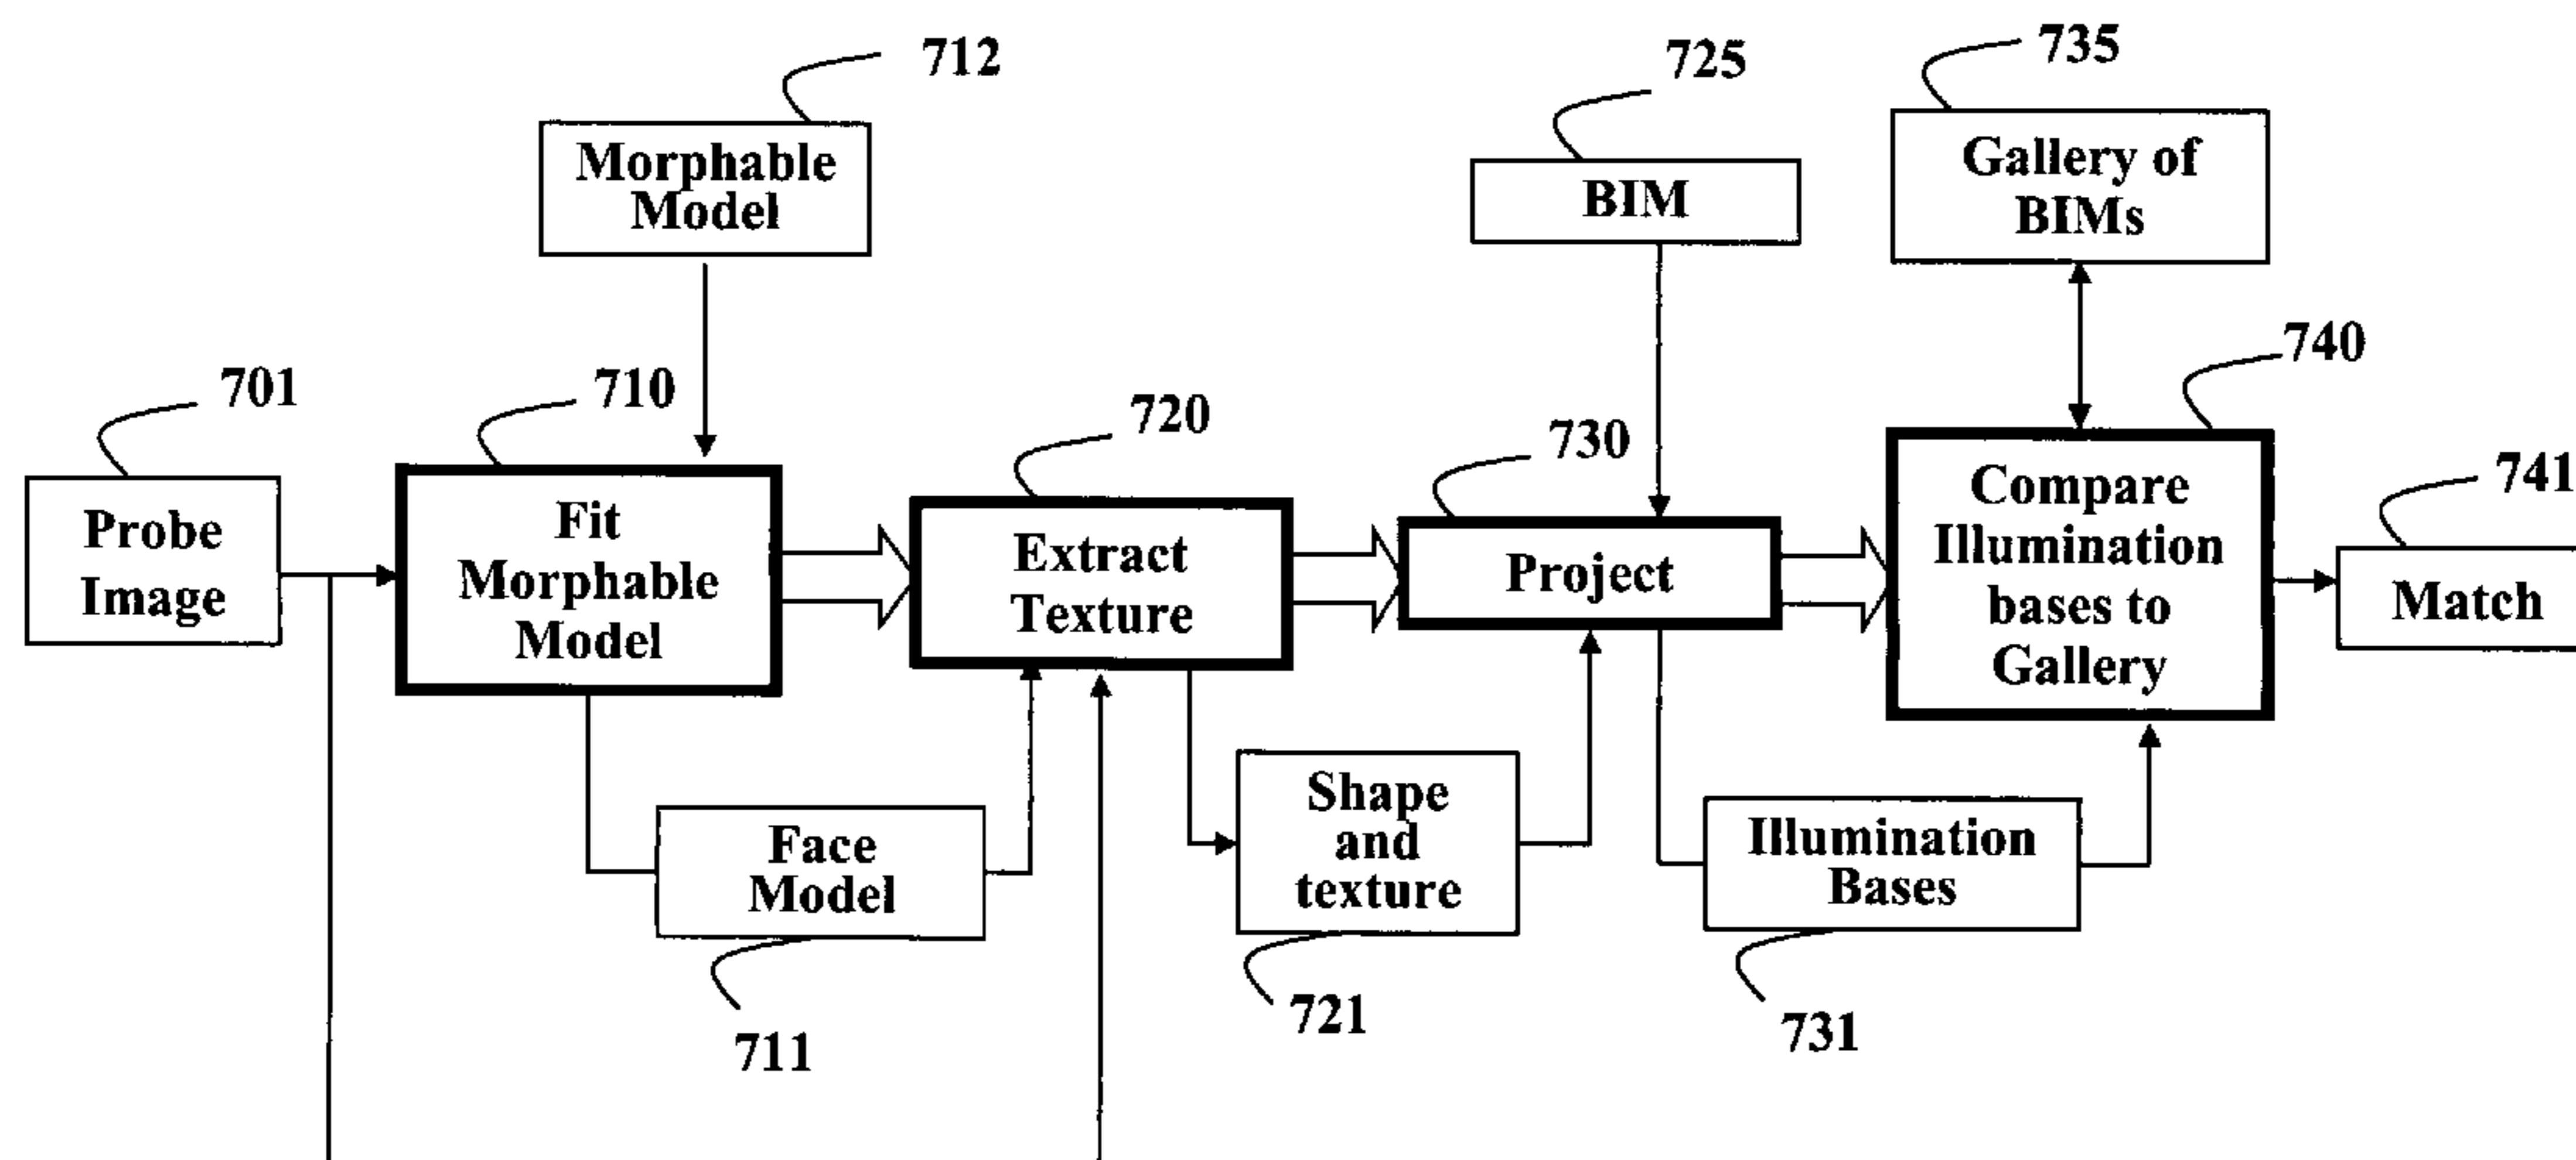 712
Morphable
Model
725
BIM
735
Gallery of
BIMs
701
Probe
Image
710
Fit
Morphable
Model
720
Extract
Texture
730
Project
740
Compare
Illumination
bases to
Gallery
741
Match
Face
Model
711
Shape
and
texture
721
Illumination
Bases
731